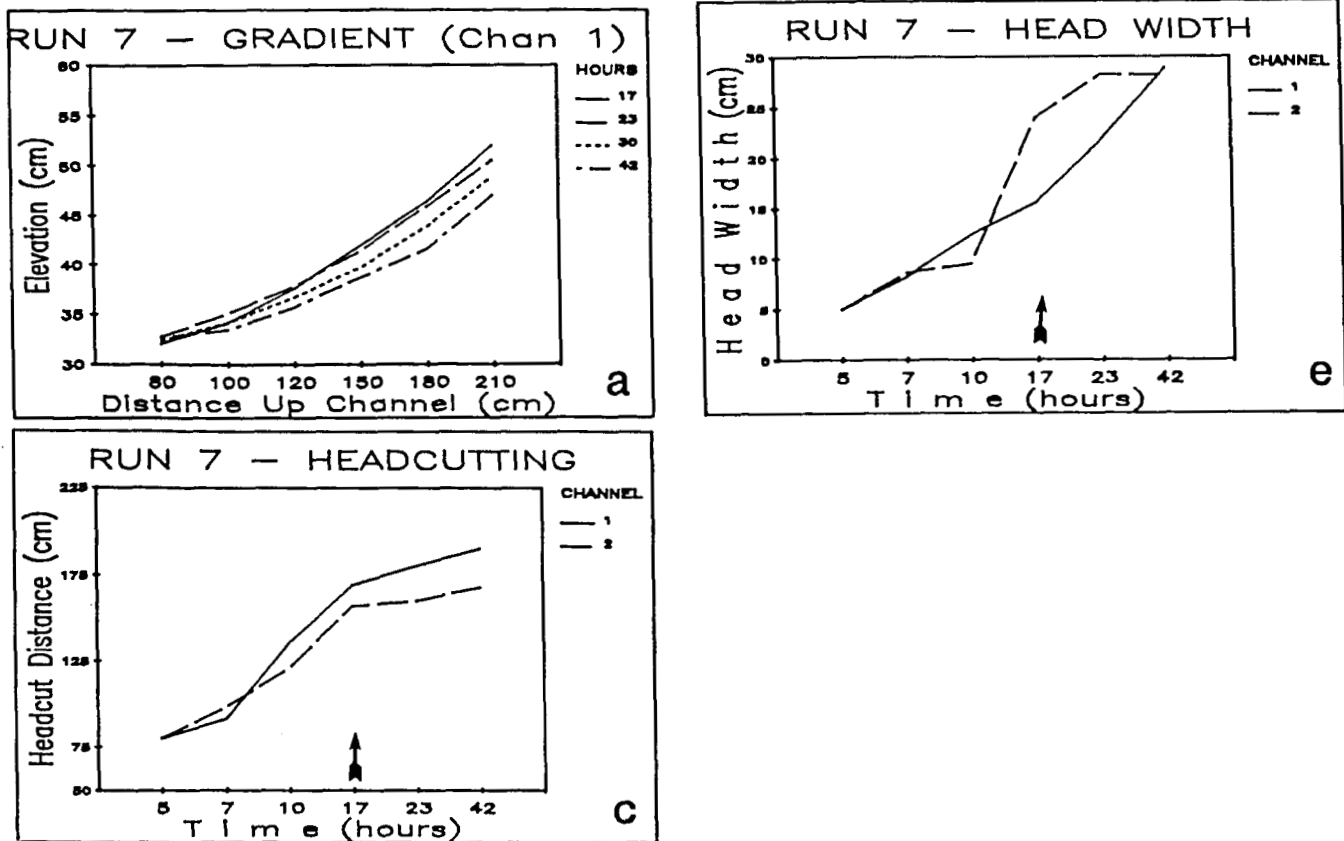 RUN 7 – GRADIENT (Chan 1)
60
55
50
45
40
35
30
Elevation (cm)
80 100 120 150 180 210
Distance Up Channel (cm)
HOURS
17
23
30
42
a
RUN 7 – HEAD WIDTH
30
25
20
15
10
5
0
Head Width (cm)
5 7 10 17 23 42
Time (hours)
CHANNEL
1
2
e
RUN 7 – HEADCUTTING
225
175
125
75
50
Headcut Distance (cm)
5 7 10 17 23 42
Time (hours)
CHANNEL
1
2
c